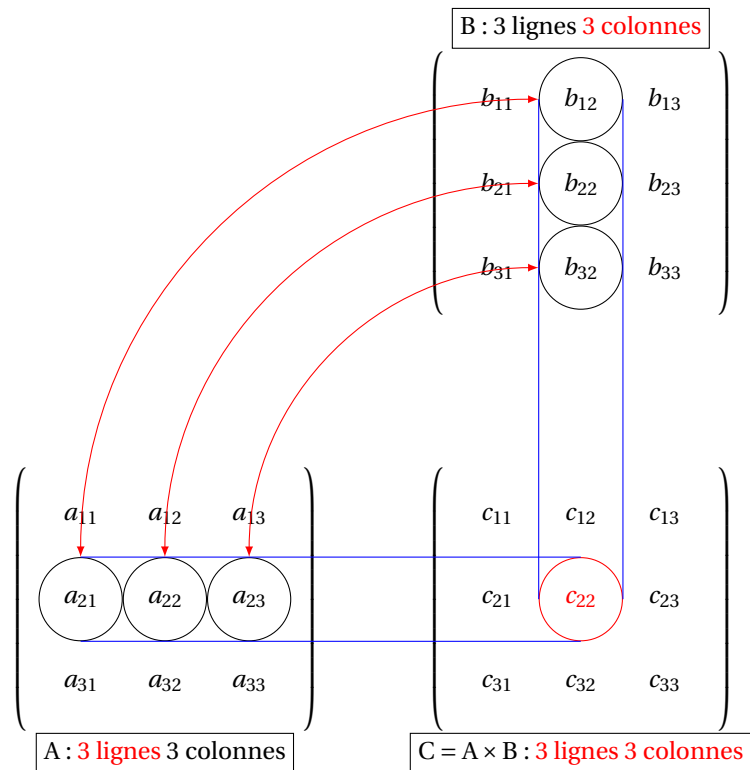 B : 3 lignes 3 colonnes
b11 b12 b13
b21 b22 b23
b31 b32 b33
a11 a12 a13
a21 a22 a23
a31 a32 a33
A : 3 lignes 3 colonnes
c11 c12 c13
c21 c22 c23
c31 c32 c33
C = A × B : 3 lignes 3 colonnes